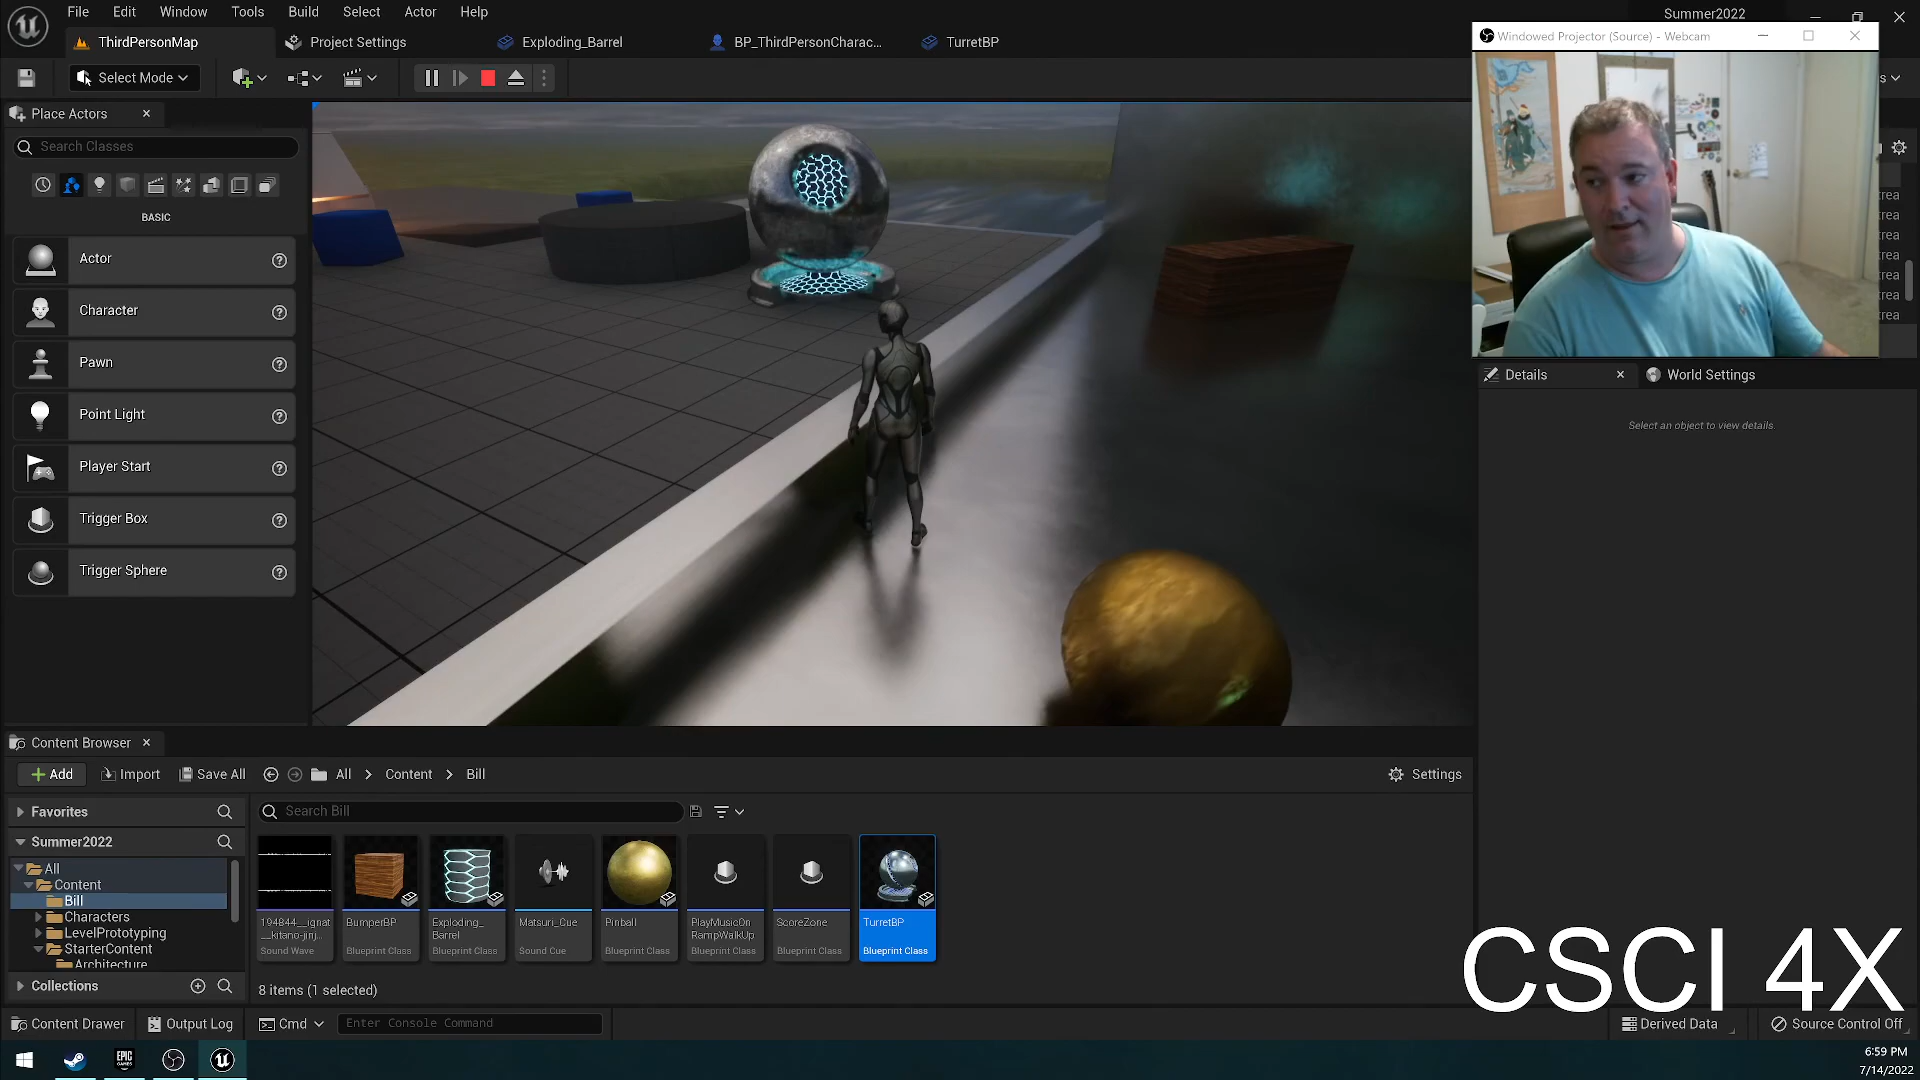 File Edit Window Tools Build Select Actor Help
Summer2022
ThirdPersonMap
Project Settings
Exploding_Barrel
BP_ThirdPersonCharac...
TurretBP
Windowed Projector (Source) - Webcam
Select Mode
Place Actors
Search Classes
BASIC
Actor
Character
Pawn
Point Light
Player Start
Trigger Box
Trigger Sphere
Details
World Settings
Select an object to view details.
Content Browser
Add
Import
Save All
All
Content
Bill
Settings
Favorites
Search Bill
Summer2022
All
Content
Bill
Characters
LevelPrototyping
StarterContent
Architecture
Collections
194844__ignat
__kitano-jinj...
Sound Wave
BumperBP
Blueprint Class
Exploding_
Barrel
Blueprint Class
Matsuri_Cue
Sound Cue
Pinball
Blueprint Class
PlayMusicOn
RampWalkUp
Blueprint Class
ScoreZone
Blueprint Class
TurretBP
Blueprint Class
8 items (1 selected)
CSCI 4X
Content Drawer
Output Log
Cmd
Enter Console Command
Derived Data
Source Control Off
EPIC
GAMES
6:59 PM
7/14/2022